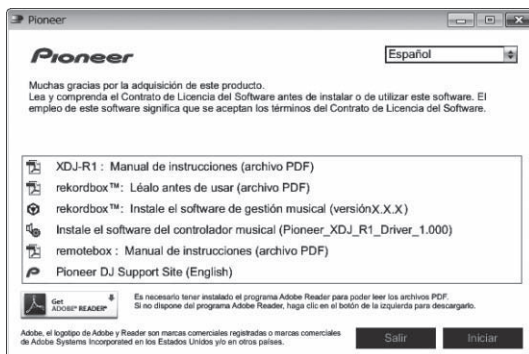 Pioneer
Pioneer
Español
Muchas gracias por la adquisición de este producto.
Lea y comprenda el Contrato de Licencia del Software antes de instalar o de utilizar este software. El
empleo de este software significa que se aceptan los términos del Contrato de Licencia del Software.
XDJ-R1 : Manual de instrucciones (archivo PDF)
rekordbox™: Léalo antes de usar (archivo PDF)
rekordbox™: Instale el software de gestión musical (versiónX.X.X)
Instale el software del controlador musical (Pioneer_XDJ_R1_Driver_1.000)
remotebox : Manual de instrucciones (archivo PDF)
Pioneer DJ Support Site (English)
Get
ADOBE® READER®
Es necesario tener instalado el programa Adobe Reader para poder leer los archivos PDF.
Si no dispone del programa Adobe Reader, haga clic en el botón de la izquierda para descargarlo.
Adobe, el logotipo de Adobe y Reader son marcas comerciales registradas o marcas comerciales
de Adobe Systems Incorporated en los Estados Unidos y/o en otros países.
Salir
Iniciar